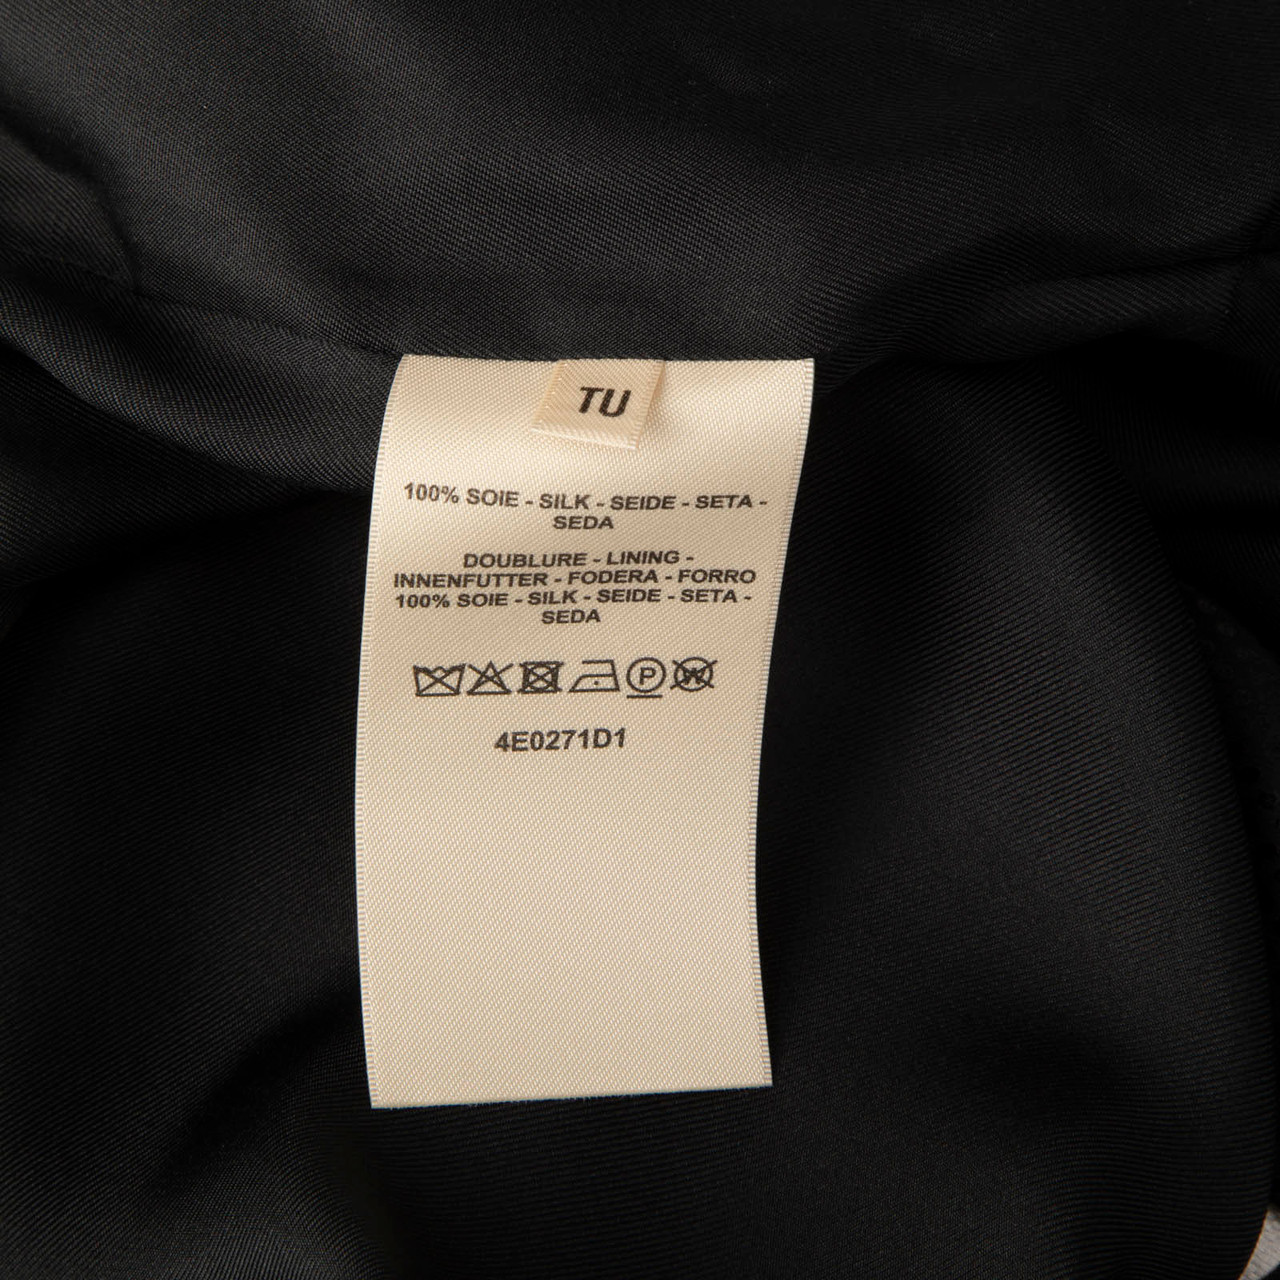 TU
100% SOIE - SILK - SEIDE - SETA -
SEDA
DOUBLURE - LINING -
INNENFUTTER - FODERA - FORRO
100% SOIE - SILK - SEIDE - SETA -
SEDA
P W
4E0271D1